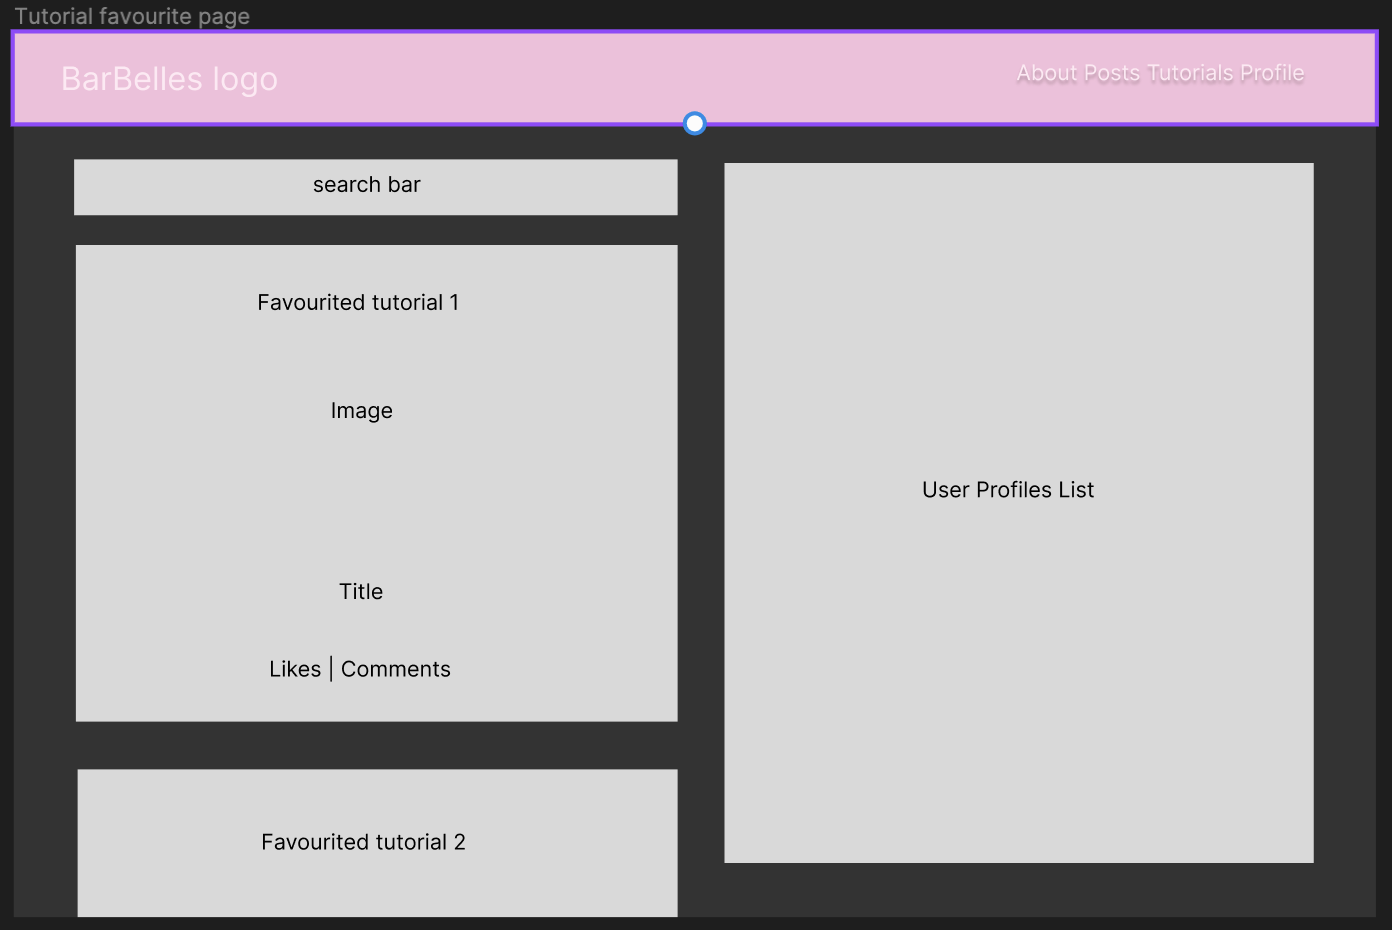 Tutorial favourite page
BarBelles logo
About Posts Tutorials Profile
search bar
Favourited tutorial 1
Image
Title
Likes | Comments
Favourited tutorial 2
User Profiles List